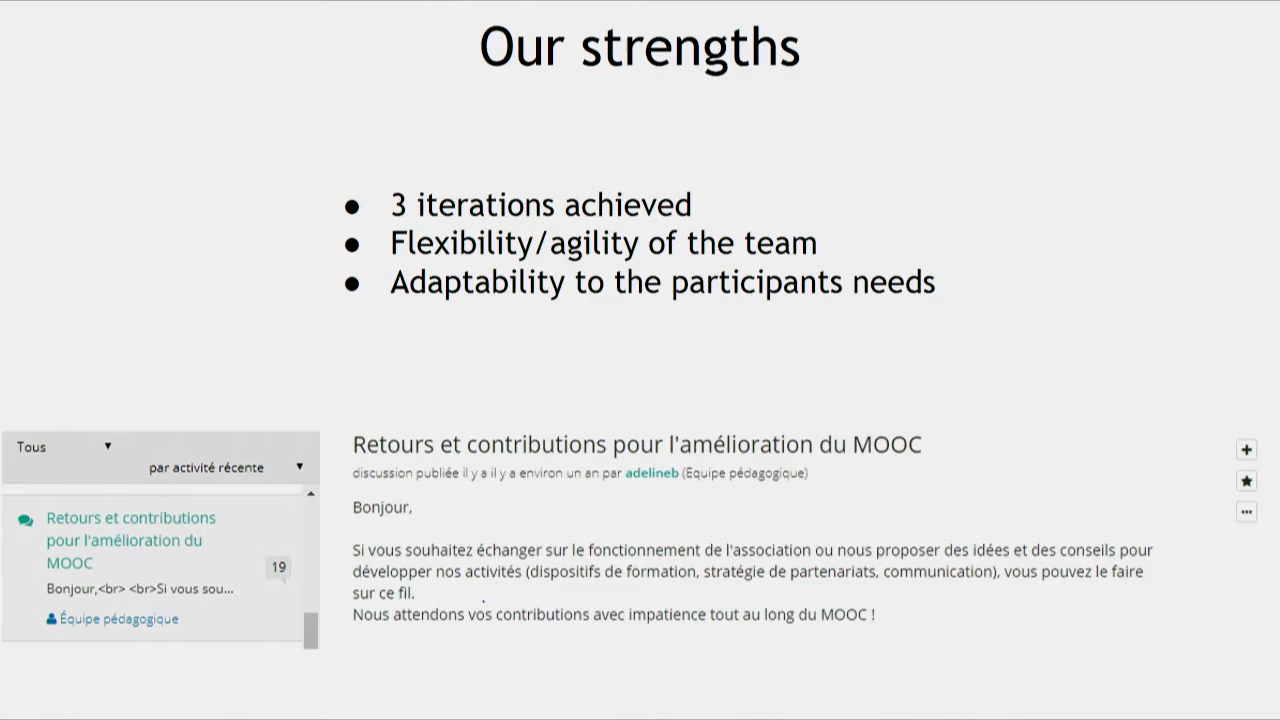 Our strengths
● 3 iterations achieved
● Flexibility/agility of the team
● Adaptability to the participants needs
Tous ▼
par activité récente ▼
Retours et contributions
pour l'amélioration du
MOOC
19
Bonjour,<br> <br>Si vous sou...
Équipe pédagogique
Retours et contributions pour l'amélioration du MOOC
discussion publiée il y a il y a environ un an par adelineb (Equipe pédagogique)
Bonjour,
Si vous souhaitez échanger sur le fonctionnement de l'association ou nous proposer des idées et des conseils pour
développer nos activités (dispositifs de formation, stratégie de partenariats, communication), vous pouvez le faire
sur ce fil.
Nous attendons vos contributions avec impatience tout au long du MOOC !